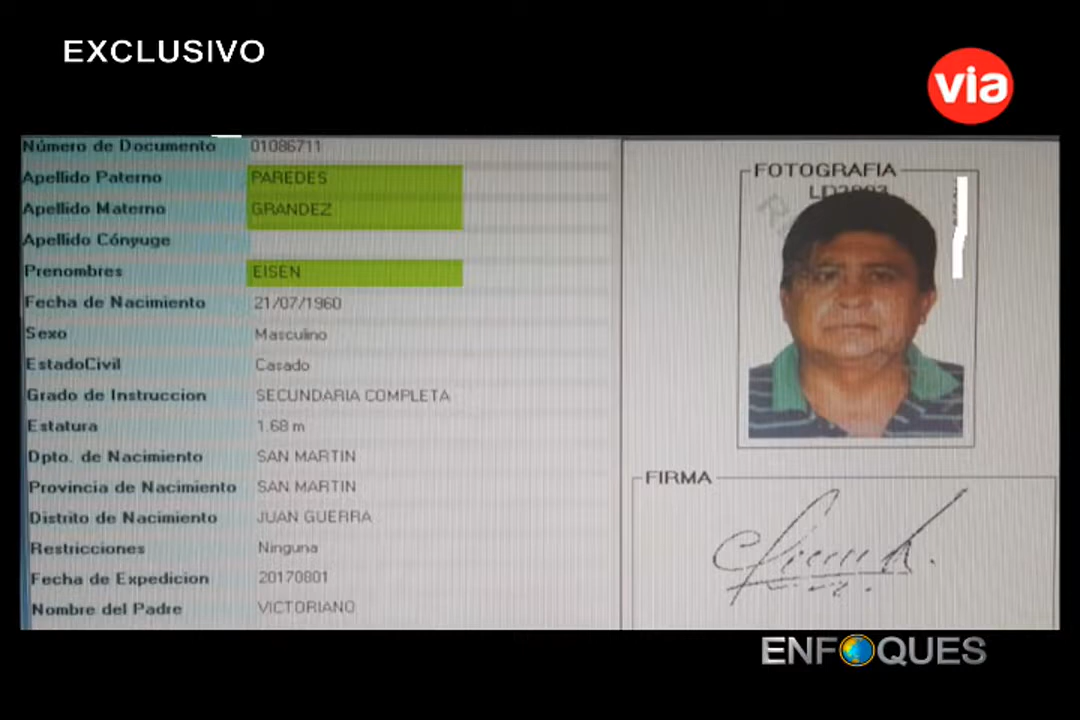 EXCLUSIVO
via
Número de Documento 01086711
Apellido Paterno PAREDES
Apellido Materno GRANDEZ
Apellido Cónyuge
Prenombres EISEN
Fecha de Nacimiento 21/07/1960
Sexo Masculino
EstadoCivil Casado
Grado de Instruccion SECUNDARIA COMPLETA
Estatura 1.68 m
Dpto. de Nacimiento SAN MARTIN
Provincia de Nacimiento SAN MARTIN
Distrito de Nacimiento JUAN GUERRA
Restricciones Ninguna
Fecha de Expedicion 20170801
Nombre del Padre VICTORIANO
FOTOGRAFIA
FIRMA
ENFOQUES